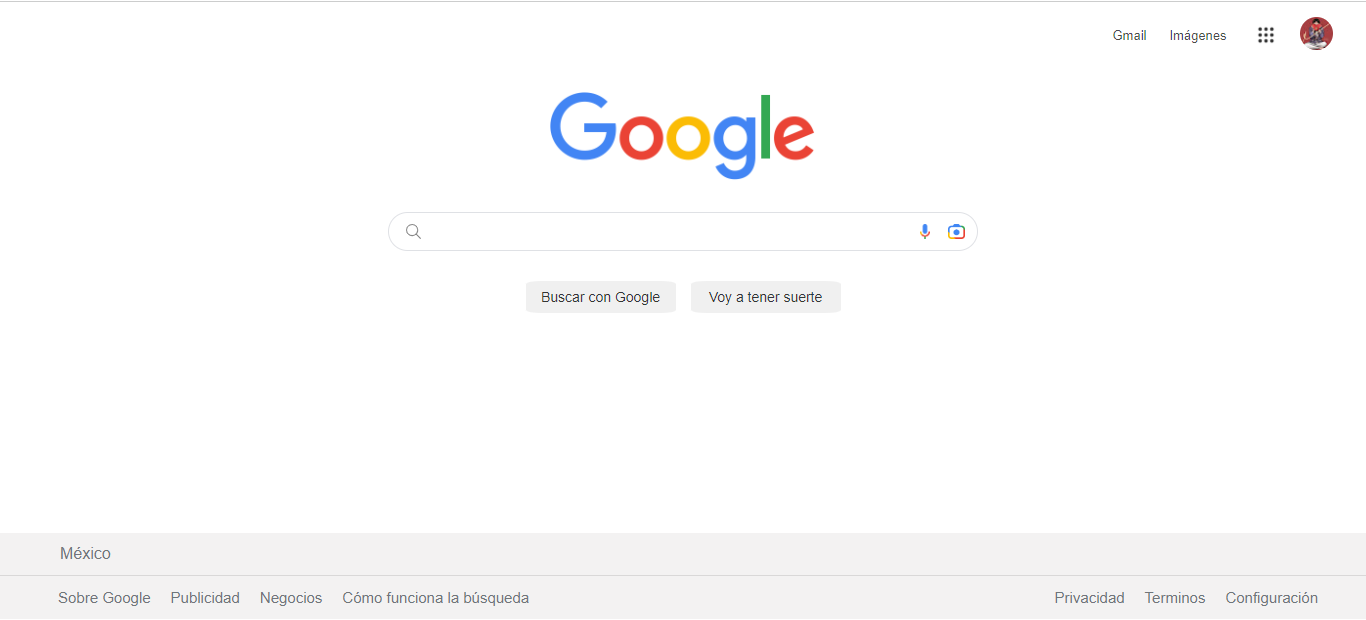 Gmail Imágenes
Google
Buscar con Google Voy a tener suerte
México
Sobre Google Publicidad Negocios Cómo funciona la búsqueda Privacidad Terminos Configuración